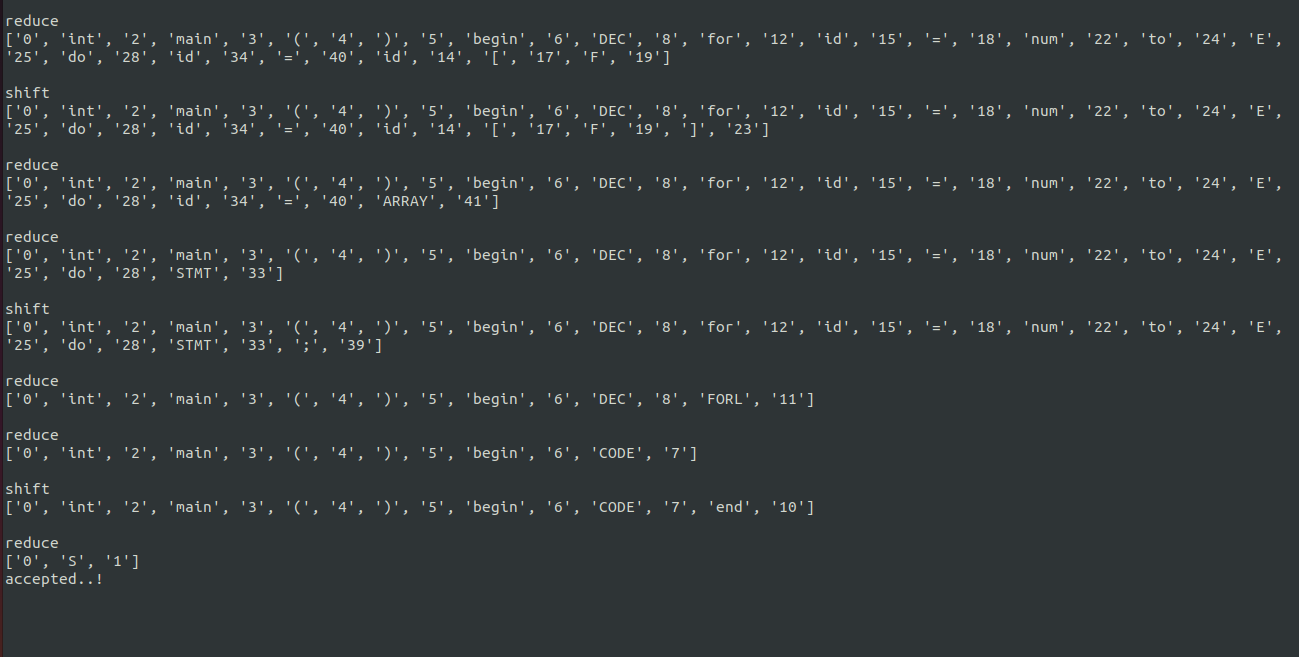 reduce
['0', 'int', '2', 'main', '3', '(', '4', ')', '5', 'begin', '6', 'DEC', '8', 'for', '12', 'id', '15', '=', '18', 'num', '22', 'to', '24', 'E',
'25', 'do', '28', 'id', '34', '=', '40', 'id', '14', '[', '17', 'F', '19']
shift
['0', 'int', '2', 'main', '3', '(', '4', ')', '5', 'begin', '6', 'DEC', '8', 'for', '12', 'id', '15', '=', '18', 'num', '22', 'to', '24', 'E',
'25', 'do', '28', 'id', '34', '=', '40', 'id', '14', '[', '17', 'F', '19', ']', '23']
reduce
['0', 'int', '2', 'main', '3', '(', '4', ')', '5', 'begin', '6', 'DEC', '8', 'for', '12', 'id', '15', '=', '18', 'num', '22', 'to', '24', 'E',
'25', 'do', '28', 'id', '34', '=', '40', 'ARRAY', '41']
reduce
['0', 'int', '2', 'main', '3', '(', '4', ')', '5', 'begin', '6', 'DEC', '8', 'for', '12', 'id', '15', '=', '18', 'num', '22', 'to', '24', 'E',
'25', 'do', '28', 'STMT', '33']
shift
['0', 'int', '2', 'main', '3', '(', '4', ')', '5', 'begin', '6', 'DEC', '8', 'for', '12', 'id', '15', '=', '18', 'num', '22', 'to', '24', 'E',
'25', 'do', '28', 'STMT', '33', ';', '39']
reduce
['0', 'int', '2', 'main', '3', '(', '4', ')', '5', 'begin', '6', 'DEC', '8', 'FORL', '11']
reduce
['0', 'int', '2', 'main', '3', '(', '4', ')', '5', 'begin', '6', 'CODE', '7']
shift
['0', 'int', '2', 'main', '3', '(', '4', ')', '5', 'begin', '6', 'CODE', '7', 'end', '10']
reduce
['0', 'S', '1']
accepted..!